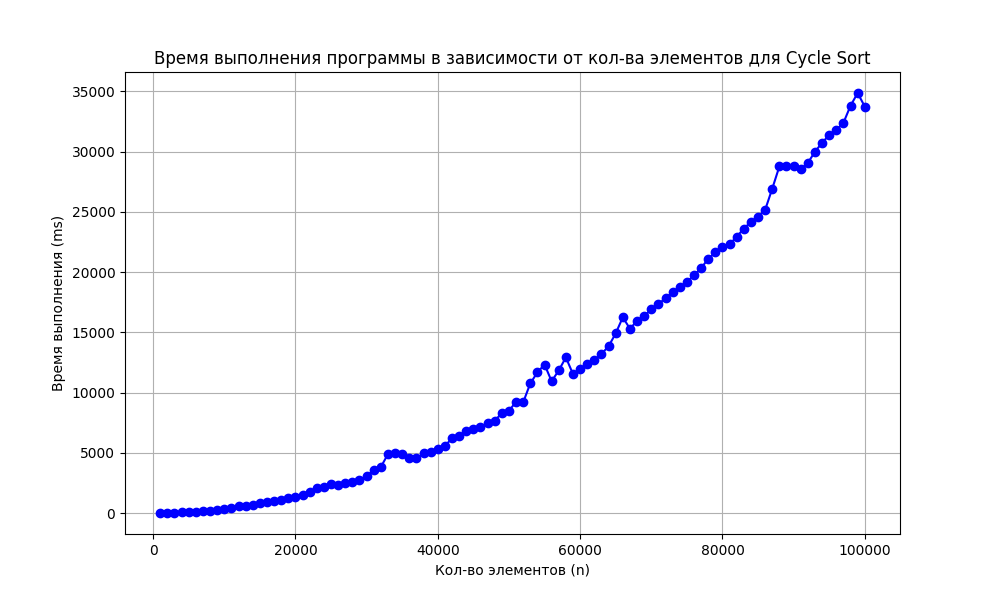 Время выполнения программы в зависимости от кол-ва элементов для Cycle Sort
Время выполнения (ms)
35000
30000
25000
20000
15000
10000
5000
0
0 20000 40000 60000 80000 100000
Кол-во элементов (n)